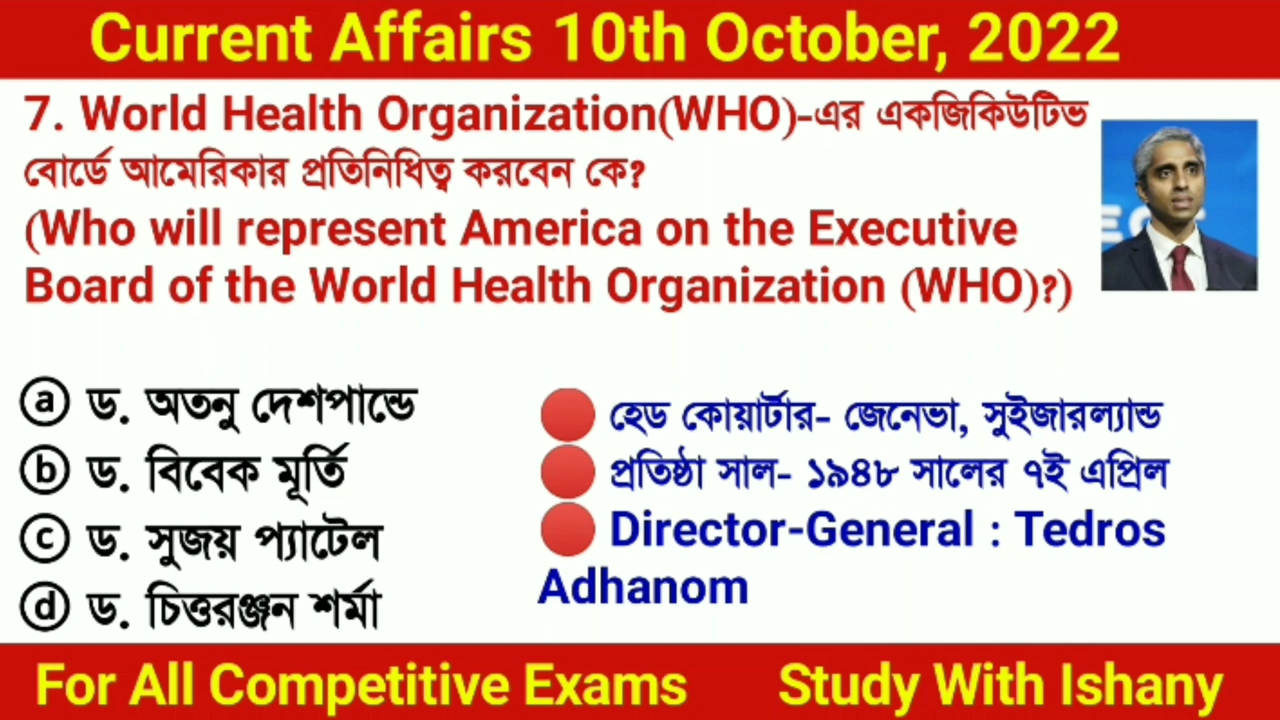 Current Affairs 10th October, 2022
7. World Health Organization(WHO)-এর একজিকিউটিভ
বোর্ডে আমেরিকার প্রতিনিধিত্ব করবেন কে?
(Who will represent America on the Executive
Board of the World Health Organization (WHO)?)
ⓐ ড. অতনু দেশপান্ডে
ⓑ ড. বিবেক মূর্তি
ⓒ ড. সুজয় প্যাটেল
ⓓ ড. চিত্তরঞ্জন শর্মা
🔴 হেড কোয়ার্টার- জেনেভা, সুইজারল্যান্ড
🔴 প্রতিষ্ঠা সাল- ১৯৪৮ সালের ৭ই এপ্রিল
🔴 Director-General : Tedros
Adhanom
For All Competitive Exams Study With Ishany